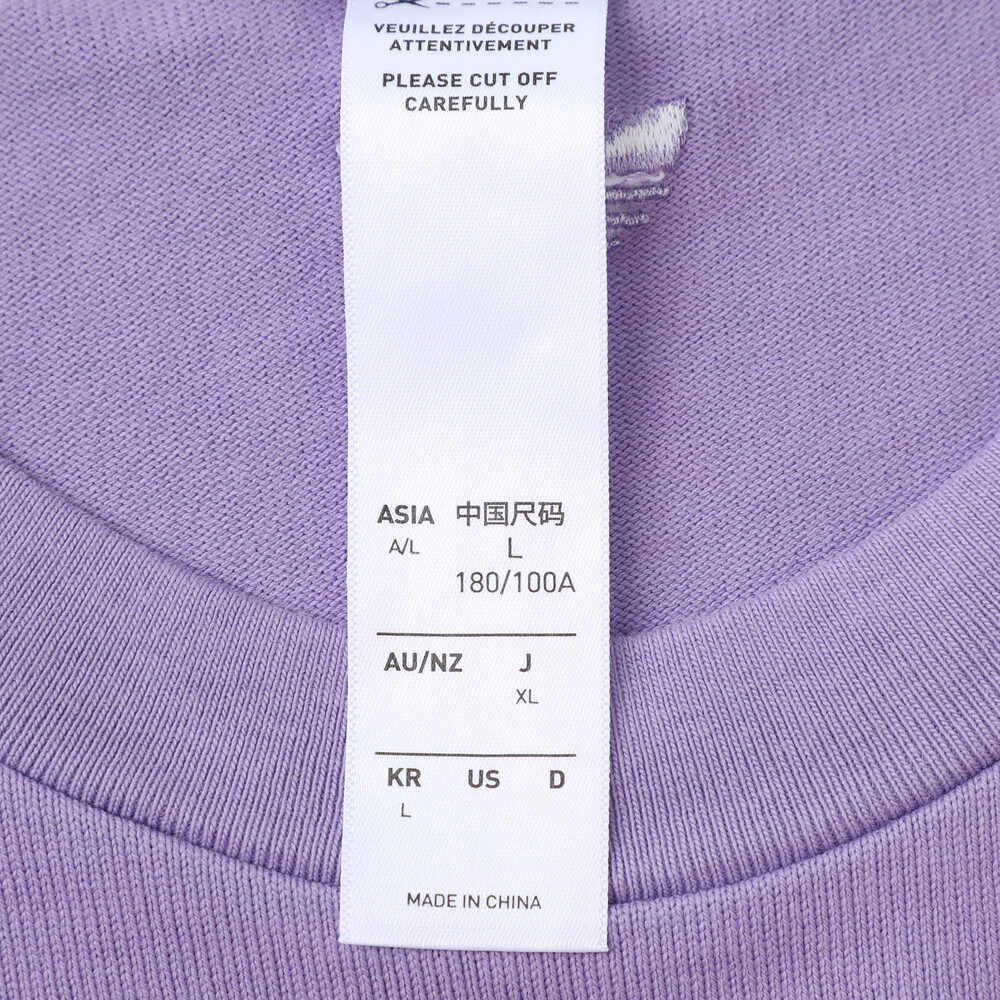 VEUILLEZ DÉCOUPER
ATTENTIVEMENT
PLEASE CUT OFF
CAREFULLY
ASIA 中国尺码
A/L L
180/100A
AU/NZ J
XL
KR US D
L
MADE IN CHINA